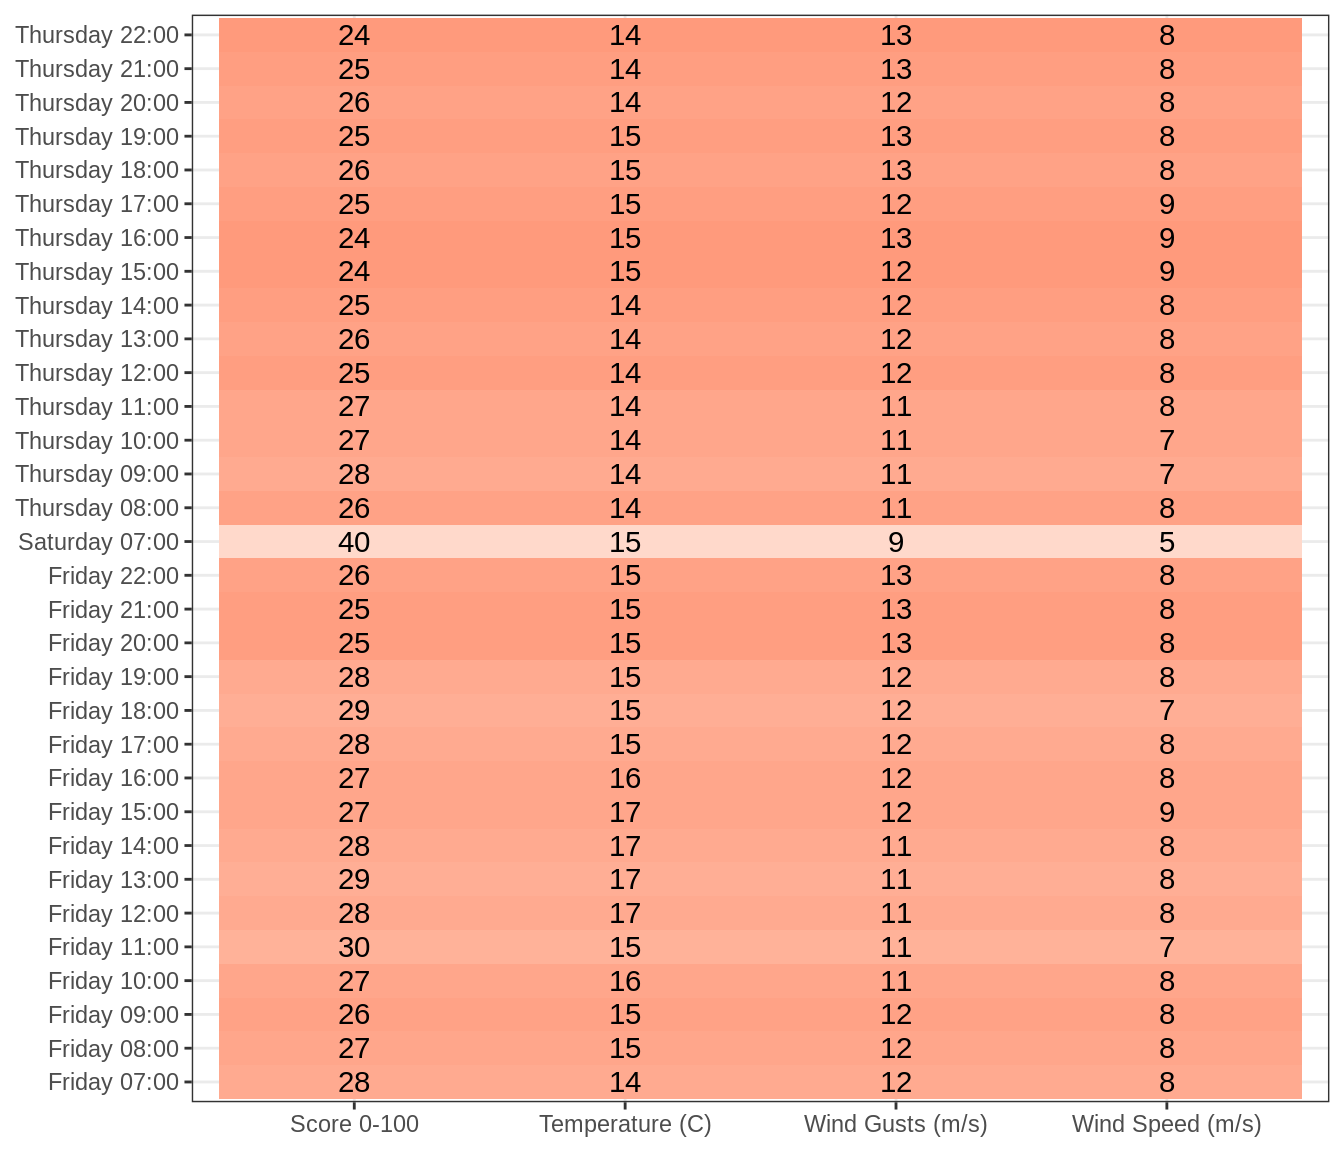 Thursday 22:00 24 14 13 8
Thursday 21:00 25 14 13 8
Thursday 20:00 26 14 12 8
Thursday 19:00 25 15 13 8
Thursday 18:00 26 15 13 8
Thursday 17:00 25 15 12 9
Thursday 16:00 24 15 13 9
Thursday 15:00 24 15 12 9
Thursday 14:00 25 14 12 8
Thursday 13:00 26 14 12 8
Thursday 12:00 25 14 12 8
Thursday 11:00 27 14 11 8
Thursday 10:00 27 14 11 7
Thursday 09:00 28 14 11 7
Thursday 08:00 26 14 11 8
Saturday 07:00 40 15 9 5
Friday 22:00 26 15 13 8
Friday 21:00 25 15 13 8
Friday 20:00 25 15 13 8
Friday 19:00 28 15 12 8
Friday 18:00 29 15 12 7
Friday 17:00 28 15 12 8
Friday 16:00 27 16 12 8
Friday 15:00 27 17 12 9
Friday 14:00 28 17 11 8
Friday 13:00 29 17 11 8
Friday 12:00 28 17 11 8
Friday 11:00 30 15 11 7
Friday 10:00 27 16 11 8
Friday 09:00 26 15 12 8
Friday 08:00 27 15 12 8
Friday 07:00 28 14 12 8
Score 0-100 Temperature (C) Wind Gusts (m/s) Wind Speed (m/s)